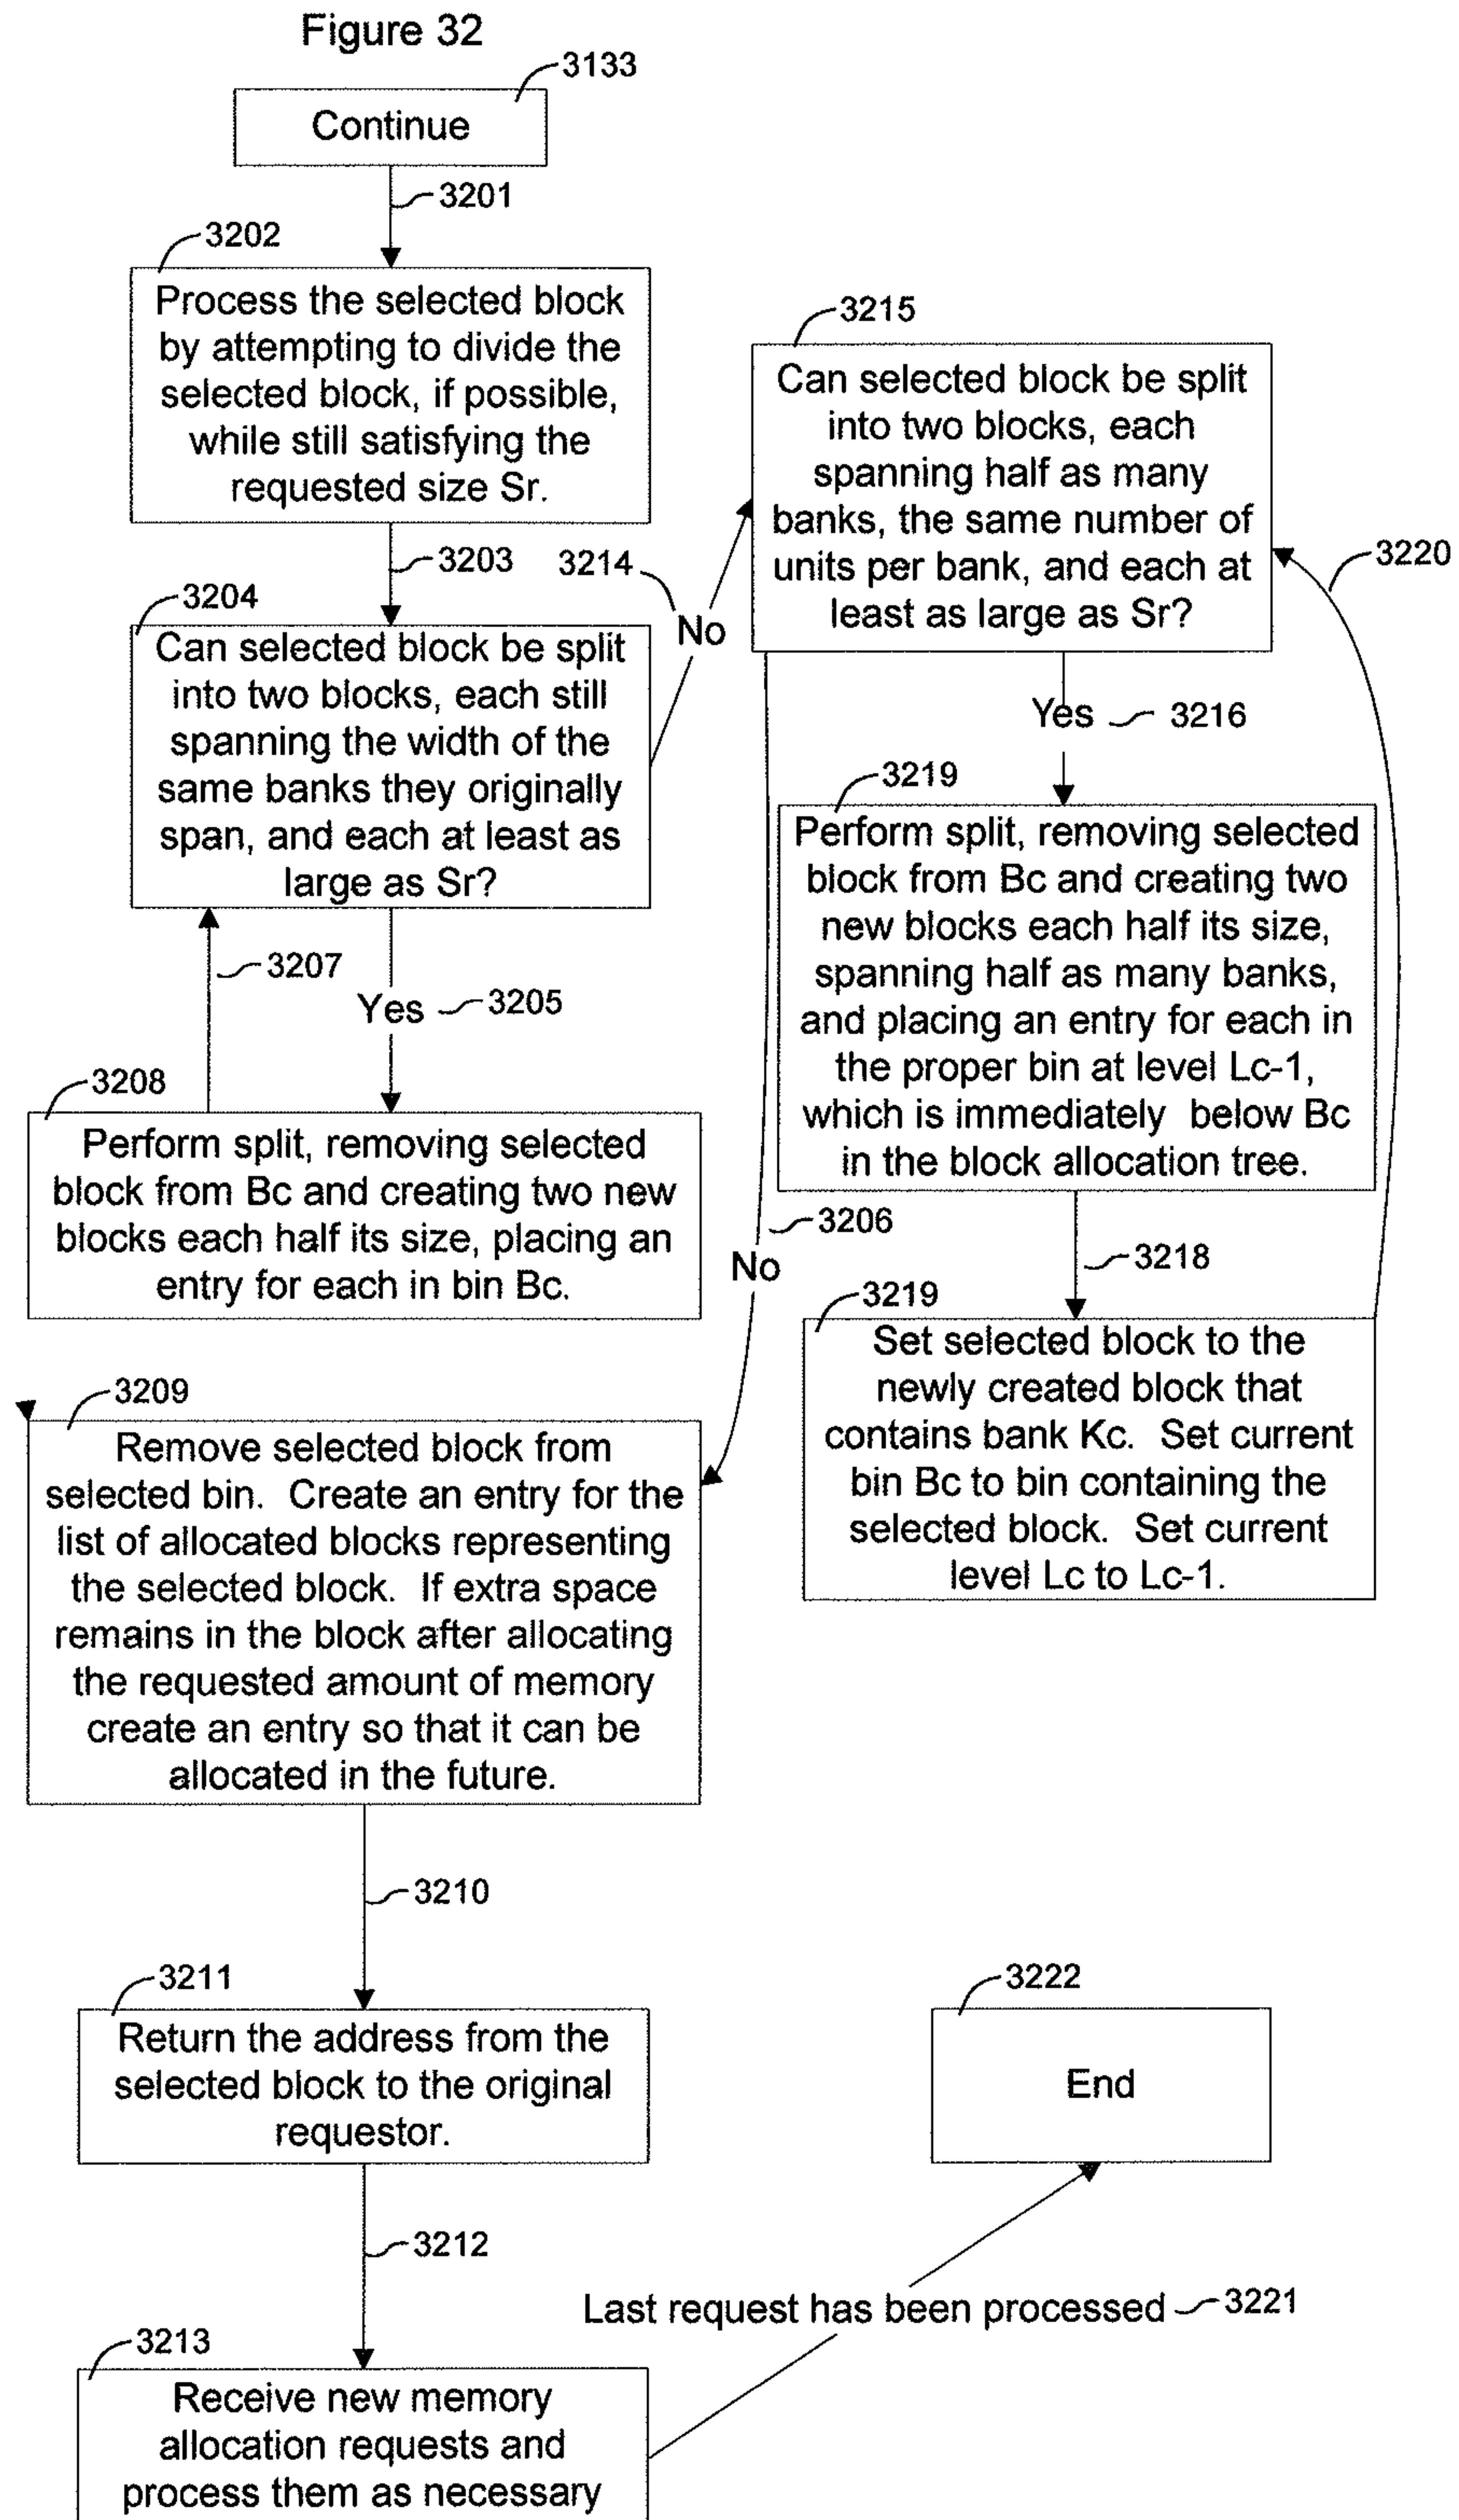 Figure 32
3133
Continue
3201
3202
Process the selected block
by attempting to divide the
selected block, if possible,
while still satisfying the
requested size Sr.
3203
3204
Can selected block be split
into two blocks, each still
spanning the width of the
same banks they originally
span, and each at least as
large as Sr?
3214
No
3215
Can selected block be split
into two blocks, each
spanning half as many
banks, the same number of
units per bank, and each at
least as large as Sr?
3220
Yes
3216
3207
Yes
3205
3208
Perform split, removing selected
block from Bc and creating two new
blocks each half its size, placing an
entry for each in bin Bc.
3219
Perform split, removing selected
block from Bc and creating two
new blocks each half its size,
spanning half as many banks,
and placing an entry for each in
the proper bin at level Lc-1,
which is immediately below Bc
in the block allocation tree.
3206
No
3218
3219
Set selected block to the
newly created block that
contains bank Kc. Set current
bin Bc to bin containing the
selected block. Set current
level Lc to Lc-1.
3209
Remove selected block from
selected bin. Create an entry for the
list of allocated blocks representing
the selected block. If extra space
remains in the block after allocating
the requested amount of memory
create an entry so that it can be
allocated in the future.
3210
3211
Return the address from the
selected block to the original
requestor.
3222
End
3212
Last request has been processed
3221
3213
Receive new memory
allocation requests and
process them as necessary